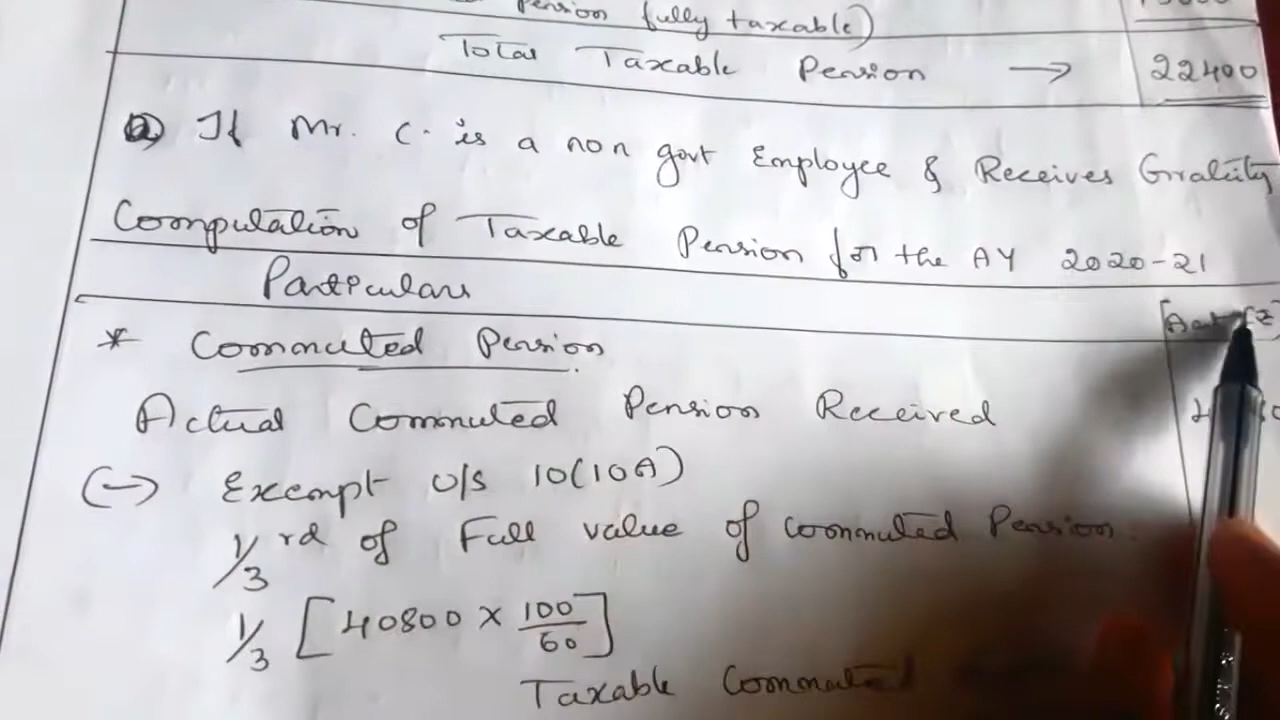 Pension fully taxable)
Total Taxable Pension → 22400
a) If Mr. C. is a non govt Employee & Receives Gratuity
Computation of Taxable Pension for the AY 2020-21
Particulars
* Commuted Pension
Actual Commuted Pension Received
(-) Exempt U/S 10(10A)
1/3 rd of Full value of commuted Pension.
1/3 [40800 × 100/60]
Taxable Commuted